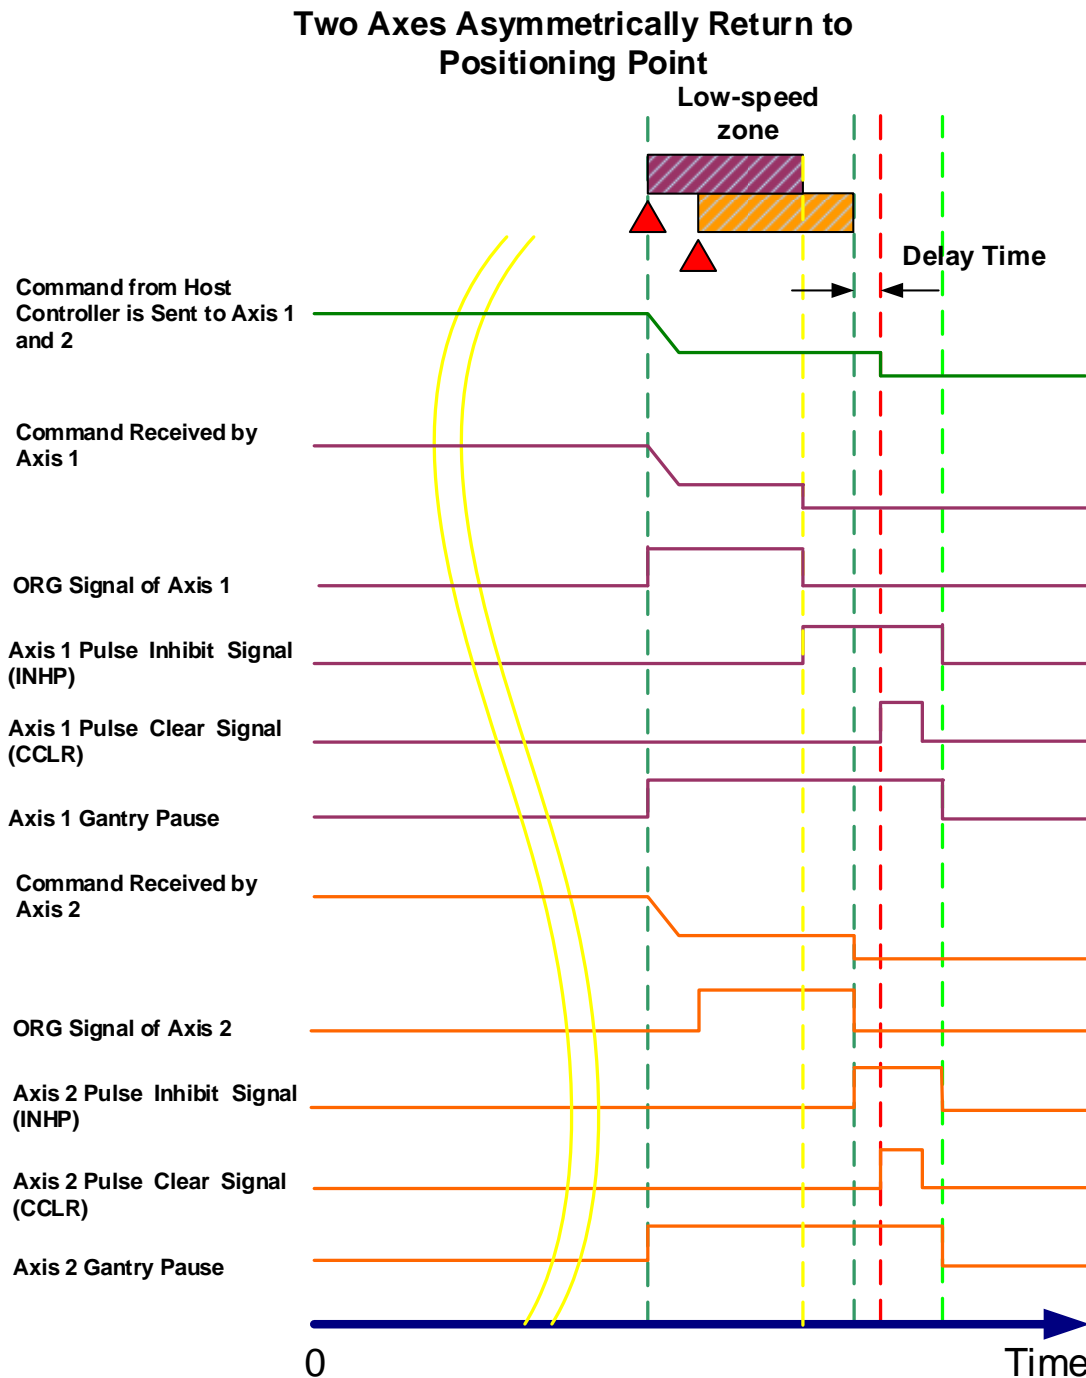 Two Axes Asymmetrically Return to
Positioning Point
Low-speed
zone
Delay Time
Command from Host
Controller is Sent to Axis 1
and 2
Command Received by
Axis 1
ORG Signal of Axis 1
Axis 1 Pulse Inhibit Signal
(INHP)
Axis 1 Pulse Clear Signal
(CCLR)
Axis 1 Gantry Pause
Command Received by
Axis 2
ORG Signal of Axis 2
Axis 2 Pulse Inhibit Signal
(INHP)
Axis 2 Pulse Clear Signal
(CCLR)
Axis 2 Gantry Pause
0
Time